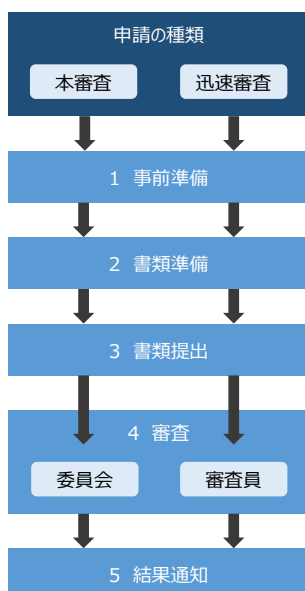 申請の種類
本審査 迅速審査
1 事前準備
2 書類準備
3 書類提出
4 審査
委員会 審査員
5 結果通知